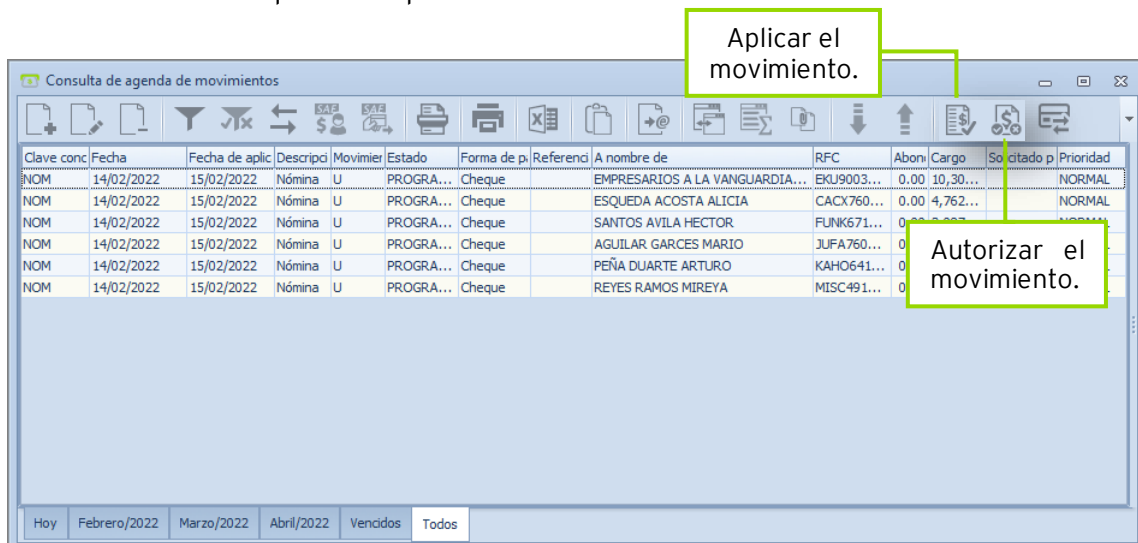 Aplicar el
movimiento.
Consulta de agenda de movimientos
SAE SAE
Clave conc Fecha Fecha de aplic Descripci Movimier Estado Forma de p. Referenci A nombre de RFC Abon Cargo Solicitado p Prioridad
NOM 14/02/2022 15/02/2022 Nómina U PROGRA... Cheque EMPRESARIOS A LA VANGUARDIA... EKU9003... 0.00 10,30... NORMAL
NOM 14/02/2022 15/02/2022 Nómina U PROGRA... Cheque ESQUEDA ACOSTA ALICIA CACX760... 0.00 4,762... NORMAL
NOM 14/02/2022 15/02/2022 Nómina U PROGRA... Cheque SANTOS AVILA HECTOR FUNK671...
NOM 14/02/2022 15/02/2022 Nómina U PROGRA... Cheque AGUILAR GARCES MARIO JUFA760...
NOM 14/02/2022 15/02/2022 Nómina U PROGRA... Cheque PEÑA DUARTE ARTURO KAHO641...
NOM 14/02/2022 15/02/2022 Nómina U PROGRA... Cheque REYES RAMOS MIREYA MISC491...
Autorizar el
movimiento.
Hoy Febrero/2022 Marzo/2022 Abril/2022 Vencidos Todos